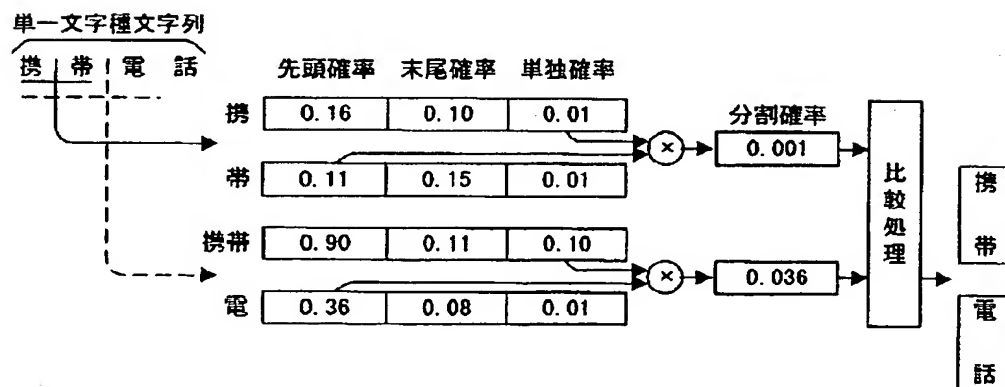 単一文字種文字列
携 帯 電 話
先頭確率 末尾確率 単独確率
携 0.16 0.10 0.01
分割確率
× 0.001
帯 0.11 0.15 0.01
携帯 0.90 0.11 0.10
× 0.036
電 0.36 0.08 0.01
比較処理
携帯
電話